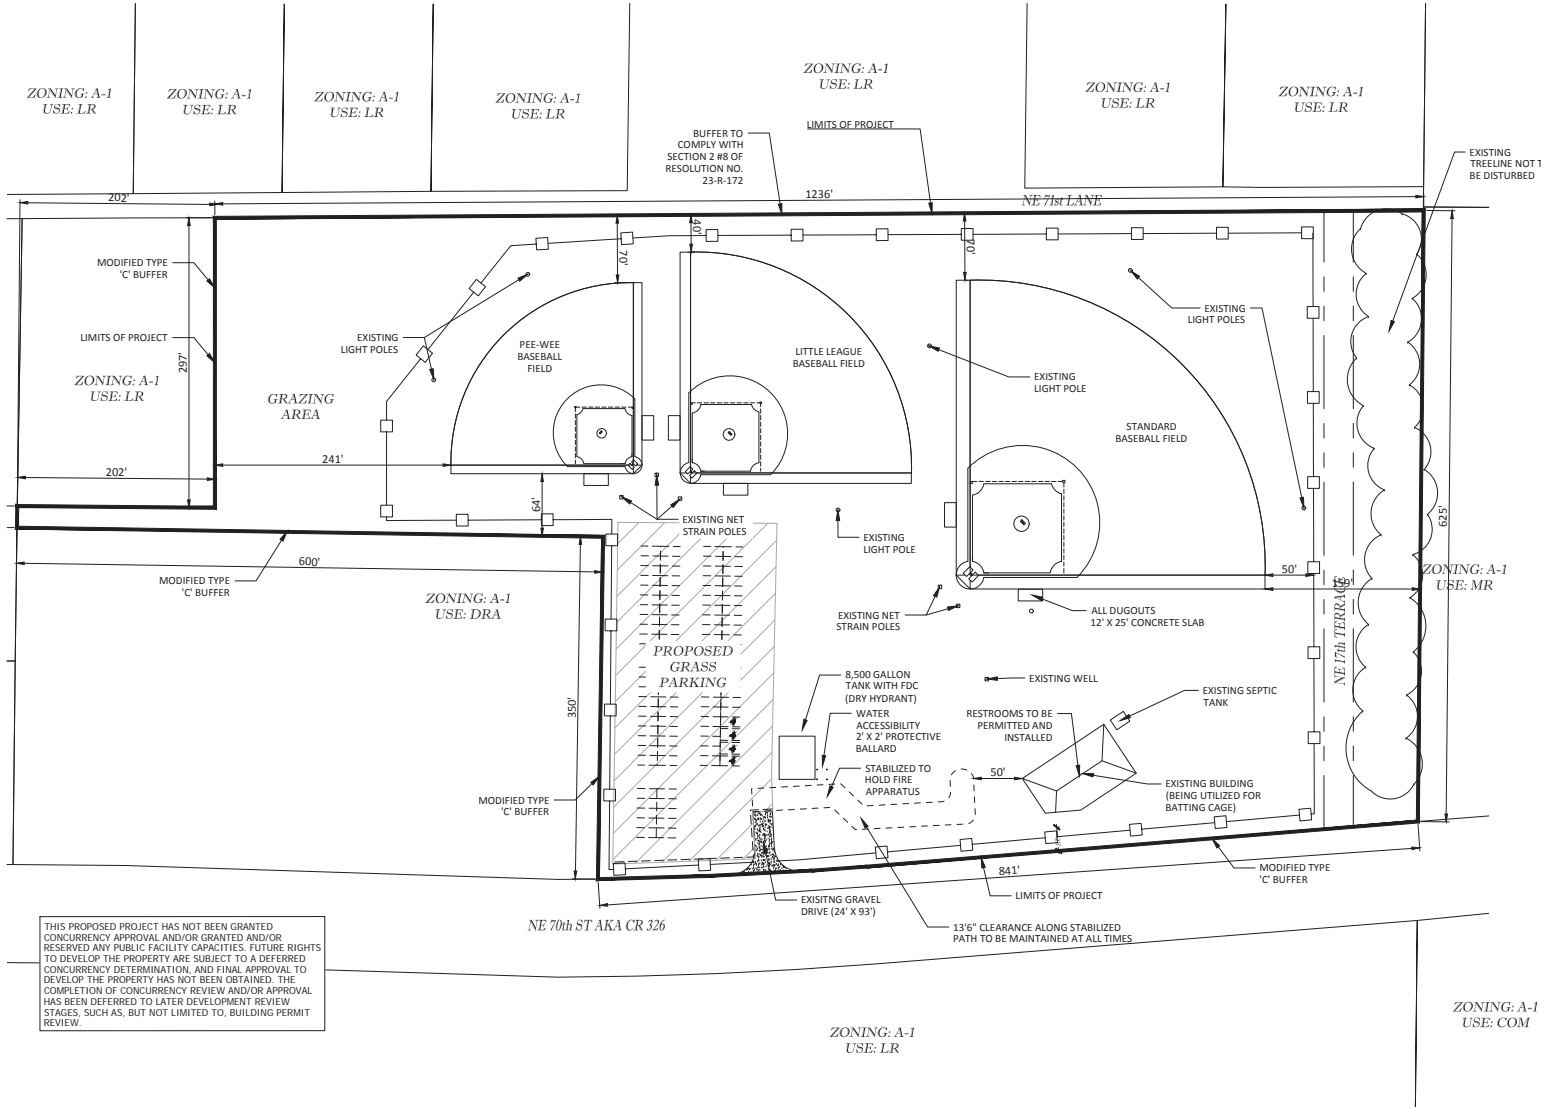 ZONING: A-1
USE: LR
ZONING: A-1
USE: LR
ZONING: A-1
USE: LR
ZONING: A-1
USE: LR
ZONING: A-1
USE: LR
ZONING: A-1
USE: LR
ZONING: A-1
USE: LR
BUFFER TO
COMPLY WITH
SECTION 2 #8 OF
RESOLUTION NO.
23-R-172
LIMITS OF PROJECT
EXISTING
TREELINE NOT T
BE DISTURBED
202'
1236'
NE 71st LANE
MODIFIED TYPE
'C' BUFFER
LIMITS OF PROJECT
297'
ZONING: A-1
USE: LR
202'
GRAZING
AREA
241'
EXISTING
LIGHT POLES
70'
40'
70'
PEE-WEE
BASEBALL
FIELD
LITTLE LEAGUE
BASEBALL FIELD
EXISTING
LIGHT POLE
STANDARD
BASEBALL FIELD
EXISTING
LIGHT POLES
64'
EXISTING NET
STRAIN POLES
EXISTING
LIGHT POLE
625'
50'
159'
NE 17th TERRACE
ZONING: A-1
USE: MR
600'
MODIFIED TYPE
'C' BUFFER
ZONING: A-1
USE: DRA
350'
EXISTING NET
STRAIN POLES
ALL DUGOUTS
12' X 25' CONCRETE SLAB
PROPOSED
GRASS
PARKING
8,500 GALLON
TANK WITH FDC
(DRY HYDRANT)
EXISTING WELL
EXISTING SEPTIC
TANK
WATER
ACCESSIBILITY
2' X 2' PROTECTIVE
BALLARD
RESTROOMS TO BE
PERMITTED AND
INSTALLED
STABILIZED TO
HOLD FIRE
APPARATUS
50'
EXISTING BUILDING
(BEING UTILIZED FOR
BATTING CAGE)
MODIFIED TYPE
'C' BUFFER
841'
MODIFIED TYPE
'C' BUFFER
LIMITS OF PROJECT
EXISITNG GRAVEL
DRIVE (24' X 93')
13'6" CLEARANCE ALONG STABILIZED
PATH TO BE MAINTAINED AT ALL TIMES
NE 70th ST AKA CR 326
THIS PROPOSED PROJECT HAS NOT BEEN GRANTED
CONCURRENCY APPROVAL AND/OR GRANTED AND/OR
RESERVED ANY PUBLIC FACILITY CAPACITIES. FUTURE RIGHTS
TO DEVELOP THE PROPERTY ARE SUBJECT TO A DEFERRED
CONCURRENCY DETERMINATION, AND FINAL APPROVAL TO
DEVELOP THE PROPERTY HAS NOT BEEN OBTAINED. THE
COMPLETION OF CONCURRENCY REVIEW AND/OR APPROVAL
HAS BEEN DEFERRED TO LATER DEVELOPMENT REVIEW
STAGES, SUCH AS, BUT NOT LIMITED TO, BUILDING PERMIT
REVIEW.
ZONING: A-1
USE: LR
ZONING: A-1
USE: COM